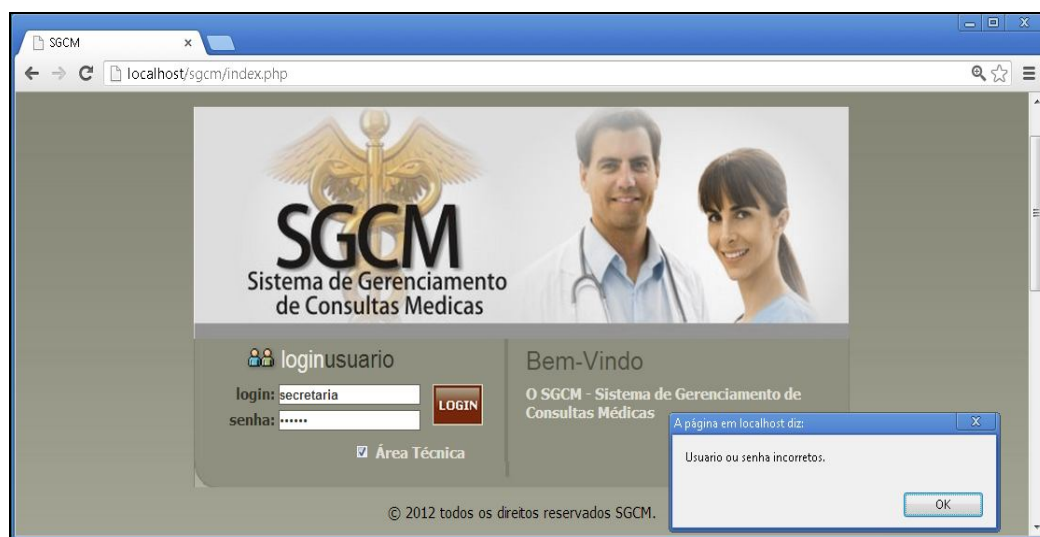 SGCM
localhost/sgcm/index.php
SGCM
Sistema de Gerenciamento
de Consultas Medicas
loginusuario
login: secretaria
senha: ••••••
LOGIN
Área Técnica
Bem-Vindo
O SGCM - Sistema de Gerenciamento de
Consultas Médicas
A página em localhost diz:
Usuario ou senha incorretos.
OK
© 2012 todos os direitos reservados SGCM.